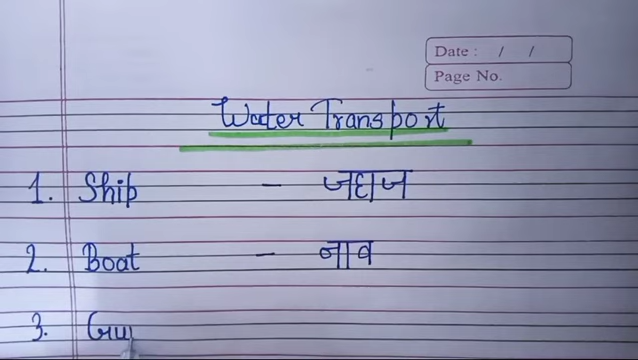 Date : / /
Page No.
Water Transport
1. Ship - जहाज
2. Boat - नाव
3.